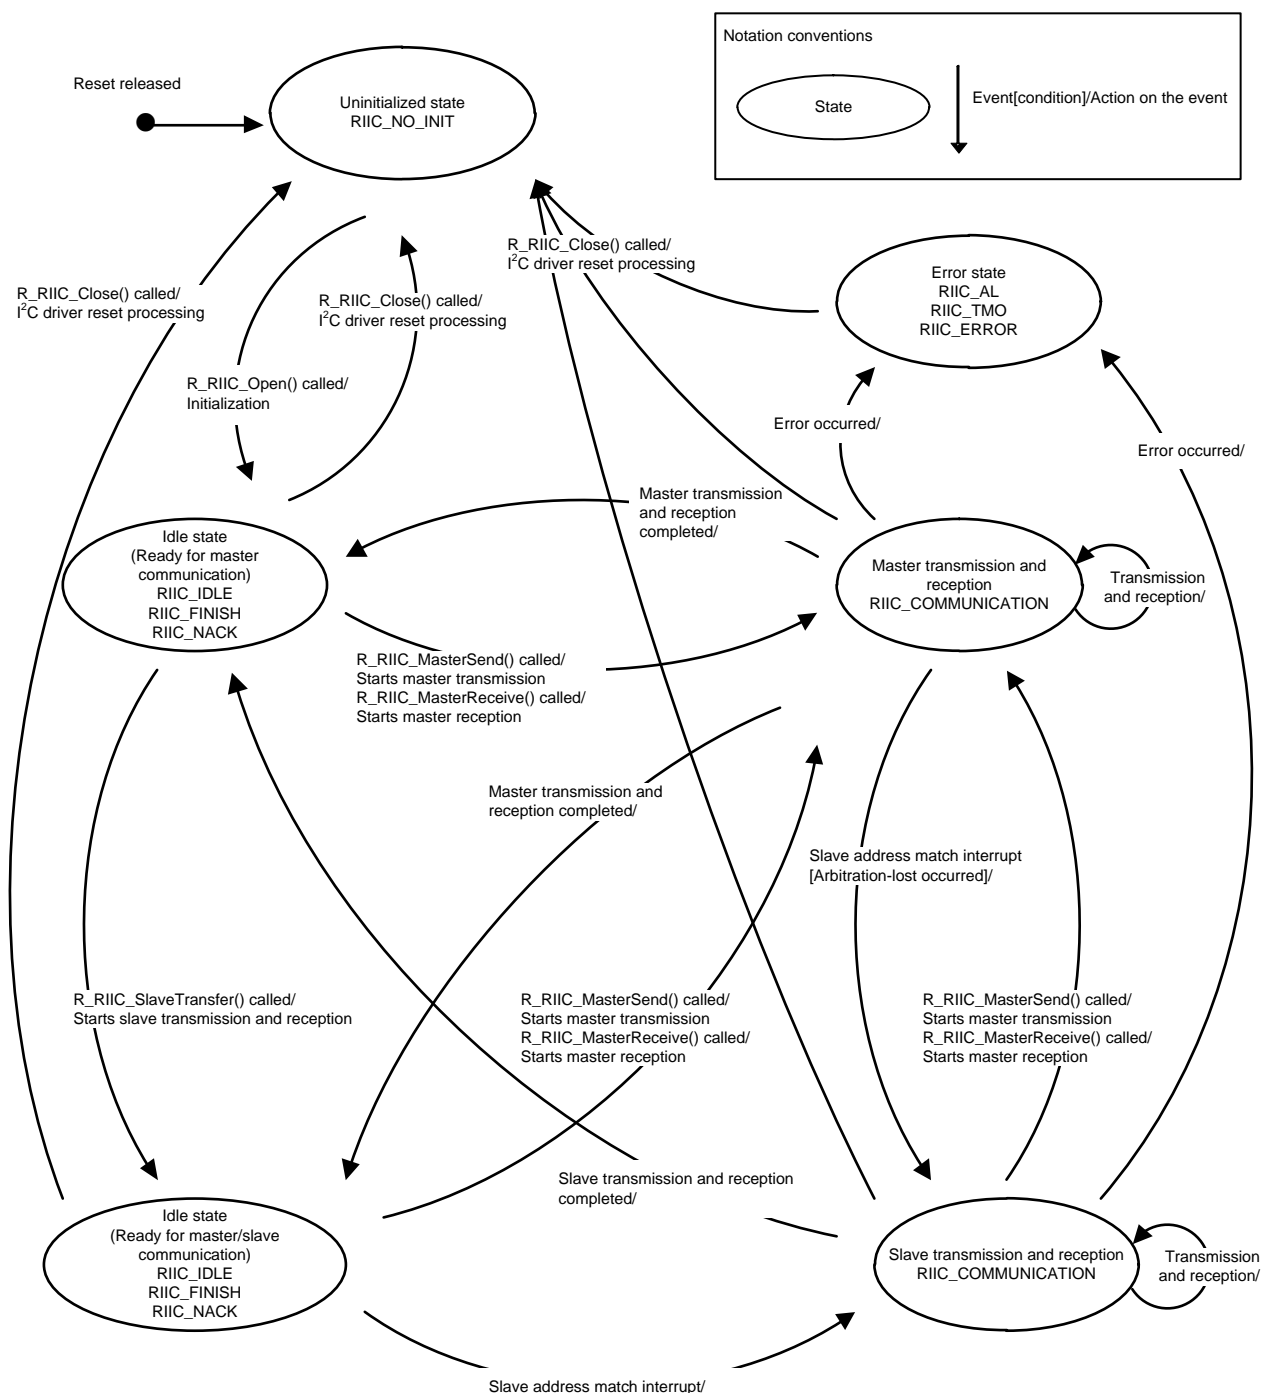 Notation conventions
Reset released
Uninitialized state
RIIC_NO_INIT
State
Event[condition]/Action on the event
R_RIIC_Close() called/
I2C driver reset processing
Error state
RIIC_AL
RIIC_TMO
RIIC_ERROR
R_RIIC_Close() called/
I2C driver reset processing
R_RIIC_Close() called/
I2C driver reset processing
R_RIIC_Open() called/
Initialization
Error occurred/
Error occurred/
Master transmission
and reception
completed/
Idle state
(Ready for master
communication)
RIIC_IDLE
RIIC_FINISH
RIIC_NACK
Master transmission and
reception
RIIC_COMMUNICATION
Transmission
and reception/
R_RIIC_MasterSend() called/
Starts master transmission
R_RIIC_MasterReceive() called/
Starts master reception
Master transmission and
reception completed/
Slave address match interrupt
[Arbitration-lost occurred]/
R_RIIC_SlaveTransfer() called/
Starts slave transmission and reception
R_RIIC_MasterSend() called/
Starts master transmission
R_RIIC_MasterReceive() called/
Starts master reception
R_RIIC_MasterSend() called/
Starts master transmission
R_RIIC_MasterReceive() called/
Starts master reception
Slave transmission and reception
completed/
Idle state
(Ready for master/slave
communication)
RIIC_IDLE
RIIC_FINISH
RIIC_NACK
Slave transmission and reception
RIIC_COMMUNICATION
Transmission
and reception/
Slave address match interrupt/